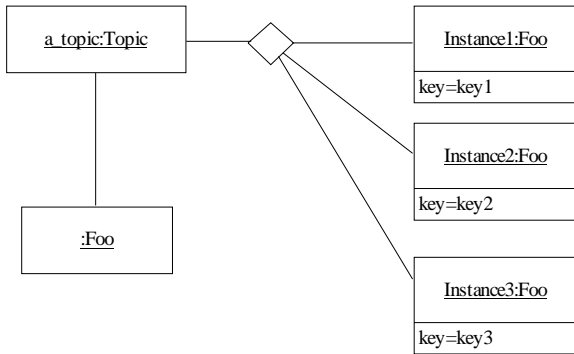 a_topic:Topic
Instance1:Foo
key=key1
Instance2:Foo
key=key2
:Foo
Instance3:Foo
key=key3